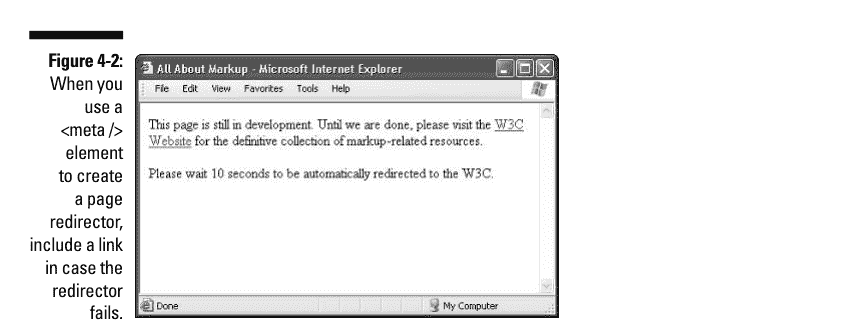 Figure 4-2:
When you
use a
<meta />
element
to create
a page
redirector,
include a link
in case the
redirector
fails.
All About Markup - Microsoft Internet Explorer
File Edit View Favorites Tools Help
This page is still in development. Until we are done, please visit the W3C
Website for the definitive collection of markup-related resources.
Please wait 10 seconds to be automatically redirected to the W3C.
Done
My Computer